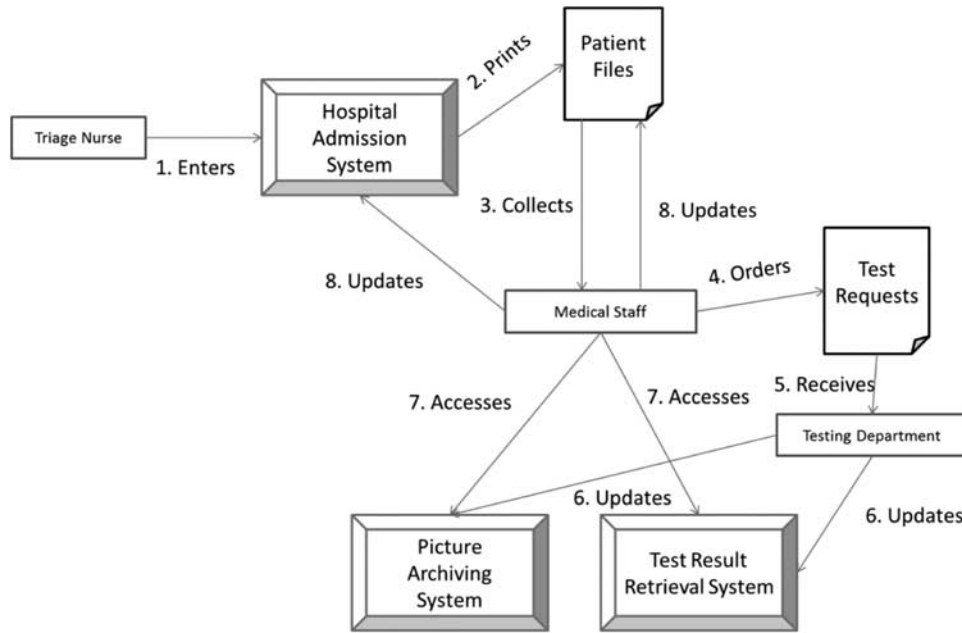 Patient
Files
2. Prints
Hospital
Admission
System
Triage Nurse
1. Enters
3. Collects
8. Updates
8. Updates
4. Orders
Test
Requests
Medical Staff
5. Receives
7. Accesses
7. Accesses
Testing Department
6. Updates
6. Updates
Picture
Archiving
System
Test Result
Retrieval System